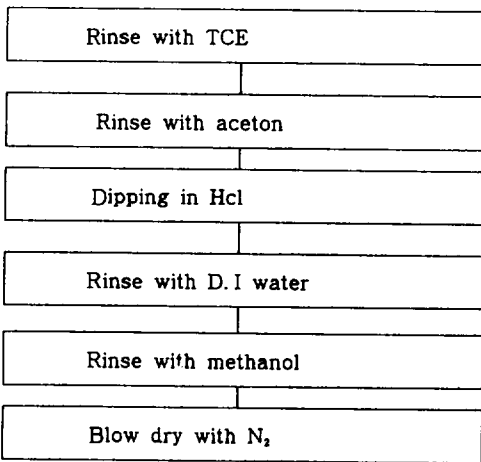 Rinse with TCE
Rinse with aceton
Dipping in Hcl
Rinse with D.I water
Rinse with methanol
Blow dry with N₂